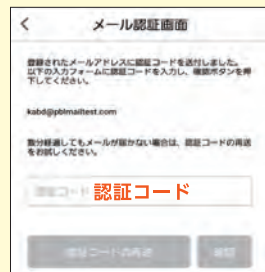 メール認証画面
登録されたメールアドレスに認証コードを送付しました。
以下の入力フォームに認証コードを入力し、確認ボタンを押
下してください。
kabd@pblmailtest.com
数分経過してもメールが届かない場合は、認証コードの再送
をお試しください。
認証コード 認証コード
認証コードの再送 確認